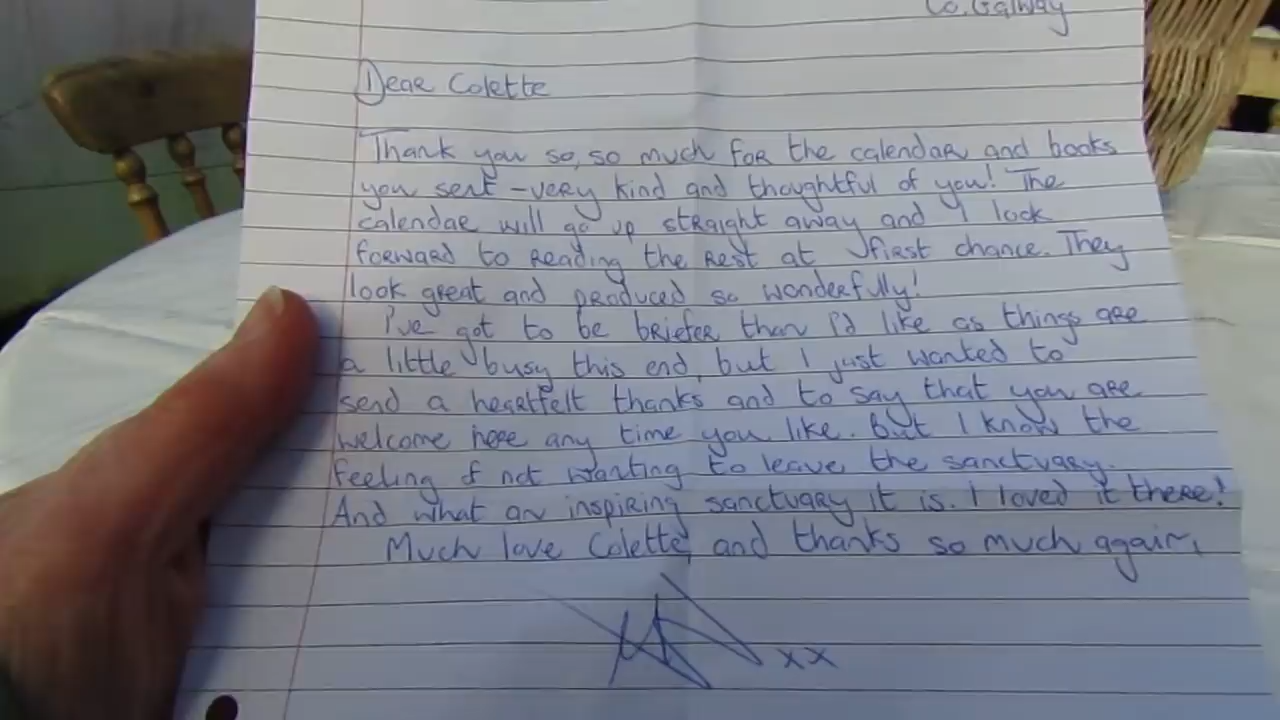 Co. Galway
Dear Colette
Thank you so, so much for the calendar and books
you sent - very kind and thoughtful of you! The
calendar will go up straight away and I look
forward to reading the rest at first chance. They
look great and produced so wonderfully!
I've got to be briefer than I'd like as things are
a little busy this end, but I just wanted to
send a heartfelt thanks and to say that you are
welcome here any time you like. But I know the
feeling of not wanting to leave the sanctuary.
And what an inspiring sanctuary it is. I loved it there!
Much love Colette, and thanks so much again,
xx